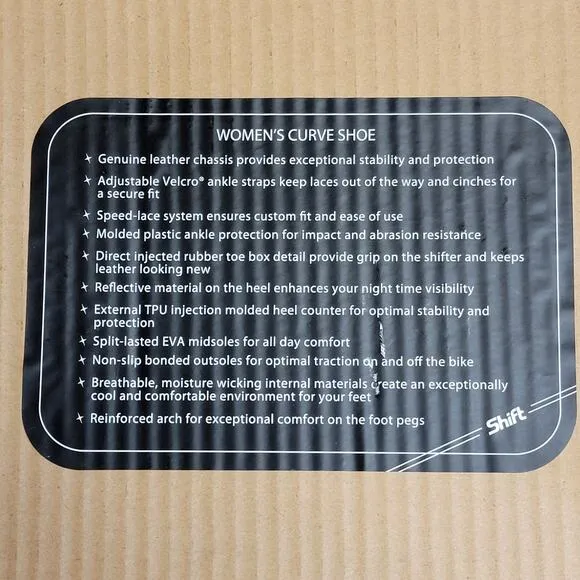 WOMEN'S CURVE SHOE
Genuine leather chassis provides exceptional stability and protection
Adjustable Velcro® ankle straps keep laces out of the way and cinches for
a secure fit
Speed-lace system ensures custom fit and ease of use
Molded plastic ankle protection for impact and abrasion resistance
Direct injected rubber toe box detail provide grip on the shifter and keeps
leather looking new
Reflective material on the heel enhances your night time visibility
External TPU injection molded heel counter for optimal stability and
protection
Split-lasted EVA midsoles for all day comfort
Non-slip bonded outsoles for optimal traction on and off the bike
Breathable, moisture wicking internal materials create an exceptionally
cool and comfortable environment for your feet
Reinforced arch for exceptional comfort on the foot pegs
Shift